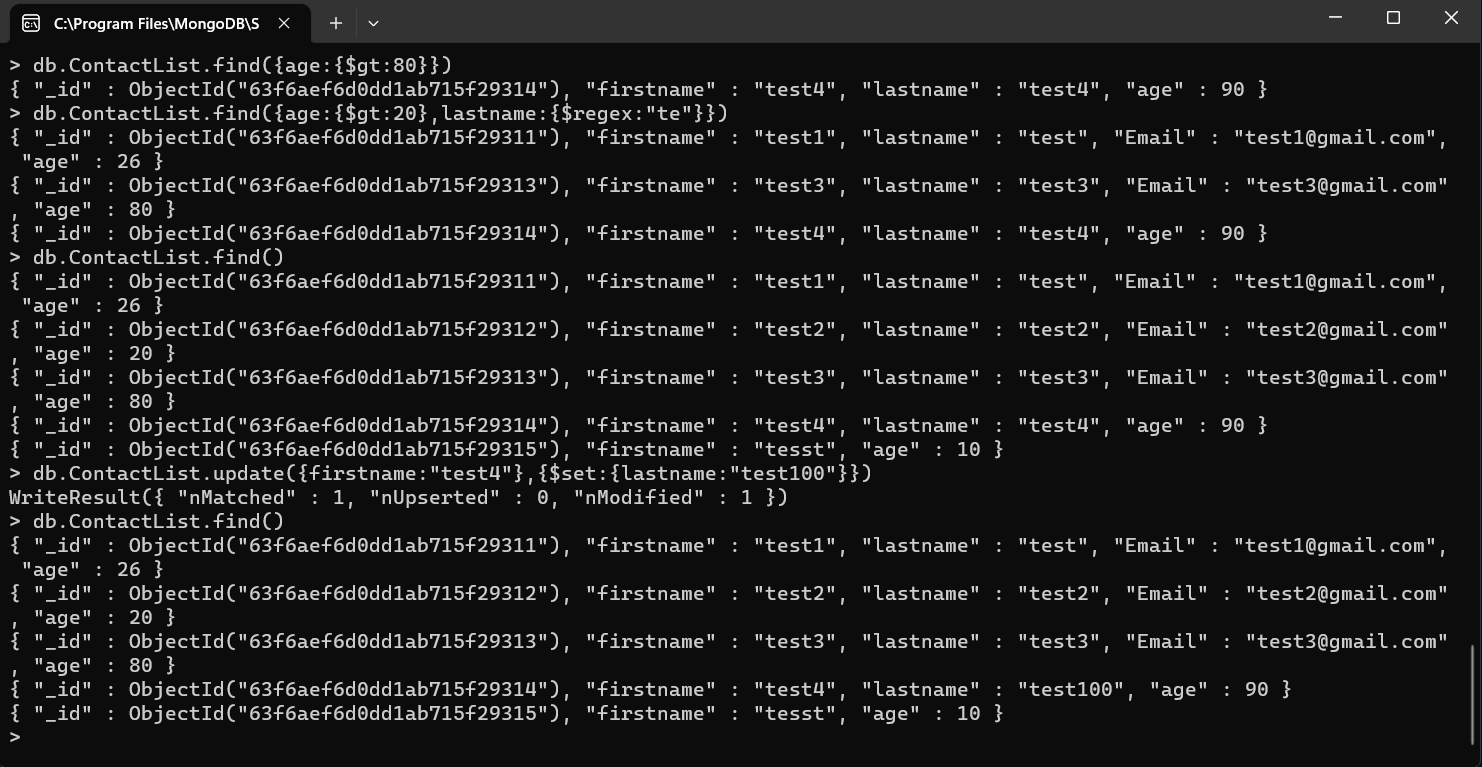 C:\Program Files\MongoDB\S
> db.ContactList.find({age:{$gt:80}})
{ "_id" : ObjectId("63f6aef6d0dd1ab715f29314"), "firstname" : "test4", "lastname" : "test4", "age" : 90 }
> db.ContactList.find({age:{$gt:20},lastname:{$regex:"te"}})
{ "_id" : ObjectId("63f6aef6d0dd1ab715f29311"), "firstname" : "test1", "lastname" : "test", "Email" : "test1@gmail.com",
 "age" : 26 }
{ "_id" : ObjectId("63f6aef6d0dd1ab715f29313"), "firstname" : "test3", "lastname" : "test3", "Email" : "test3@gmail.com"
, "age" : 80 }
{ "_id" : ObjectId("63f6aef6d0dd1ab715f29314"), "firstname" : "test4", "lastname" : "test4", "age" : 90 }
> db.ContactList.find()
{ "_id" : ObjectId("63f6aef6d0dd1ab715f29311"), "firstname" : "test1", "lastname" : "test", "Email" : "test1@gmail.com",
 "age" : 26 }
{ "_id" : ObjectId("63f6aef6d0dd1ab715f29312"), "firstname" : "test2", "lastname" : "test2", "Email" : "test2@gmail.com"
, "age" : 20 }
{ "_id" : ObjectId("63f6aef6d0dd1ab715f29313"), "firstname" : "test3", "lastname" : "test3", "Email" : "test3@gmail.com"
, "age" : 80 }
{ "_id" : ObjectId("63f6aef6d0dd1ab715f29314"), "firstname" : "test4", "lastname" : "test4", "age" : 90 }
{ "_id" : ObjectId("63f6aef6d0dd1ab715f29315"), "firstname" : "tesst", "age" : 10 }
> db.ContactList.update({firstname:"test4"},{$set:{lastname:"test100"}})
WriteResult({ "nMatched" : 1, "nUpserted" : 0, "nModified" : 1 })
> db.ContactList.find()
{ "_id" : ObjectId("63f6aef6d0dd1ab715f29311"), "firstname" : "test1", "lastname" : "test", "Email" : "test1@gmail.com",
 "age" : 26 }
{ "_id" : ObjectId("63f6aef6d0dd1ab715f29312"), "firstname" : "test2", "lastname" : "test2", "Email" : "test2@gmail.com"
, "age" : 20 }
{ "_id" : ObjectId("63f6aef6d0dd1ab715f29313"), "firstname" : "test3", "lastname" : "test3", "Email" : "test3@gmail.com"
, "age" : 80 }
{ "_id" : ObjectId("63f6aef6d0dd1ab715f29314"), "firstname" : "test4", "lastname" : "test100", "age" : 90 }
{ "_id" : ObjectId("63f6aef6d0dd1ab715f29315"), "firstname" : "tesst", "age" : 10 }
>